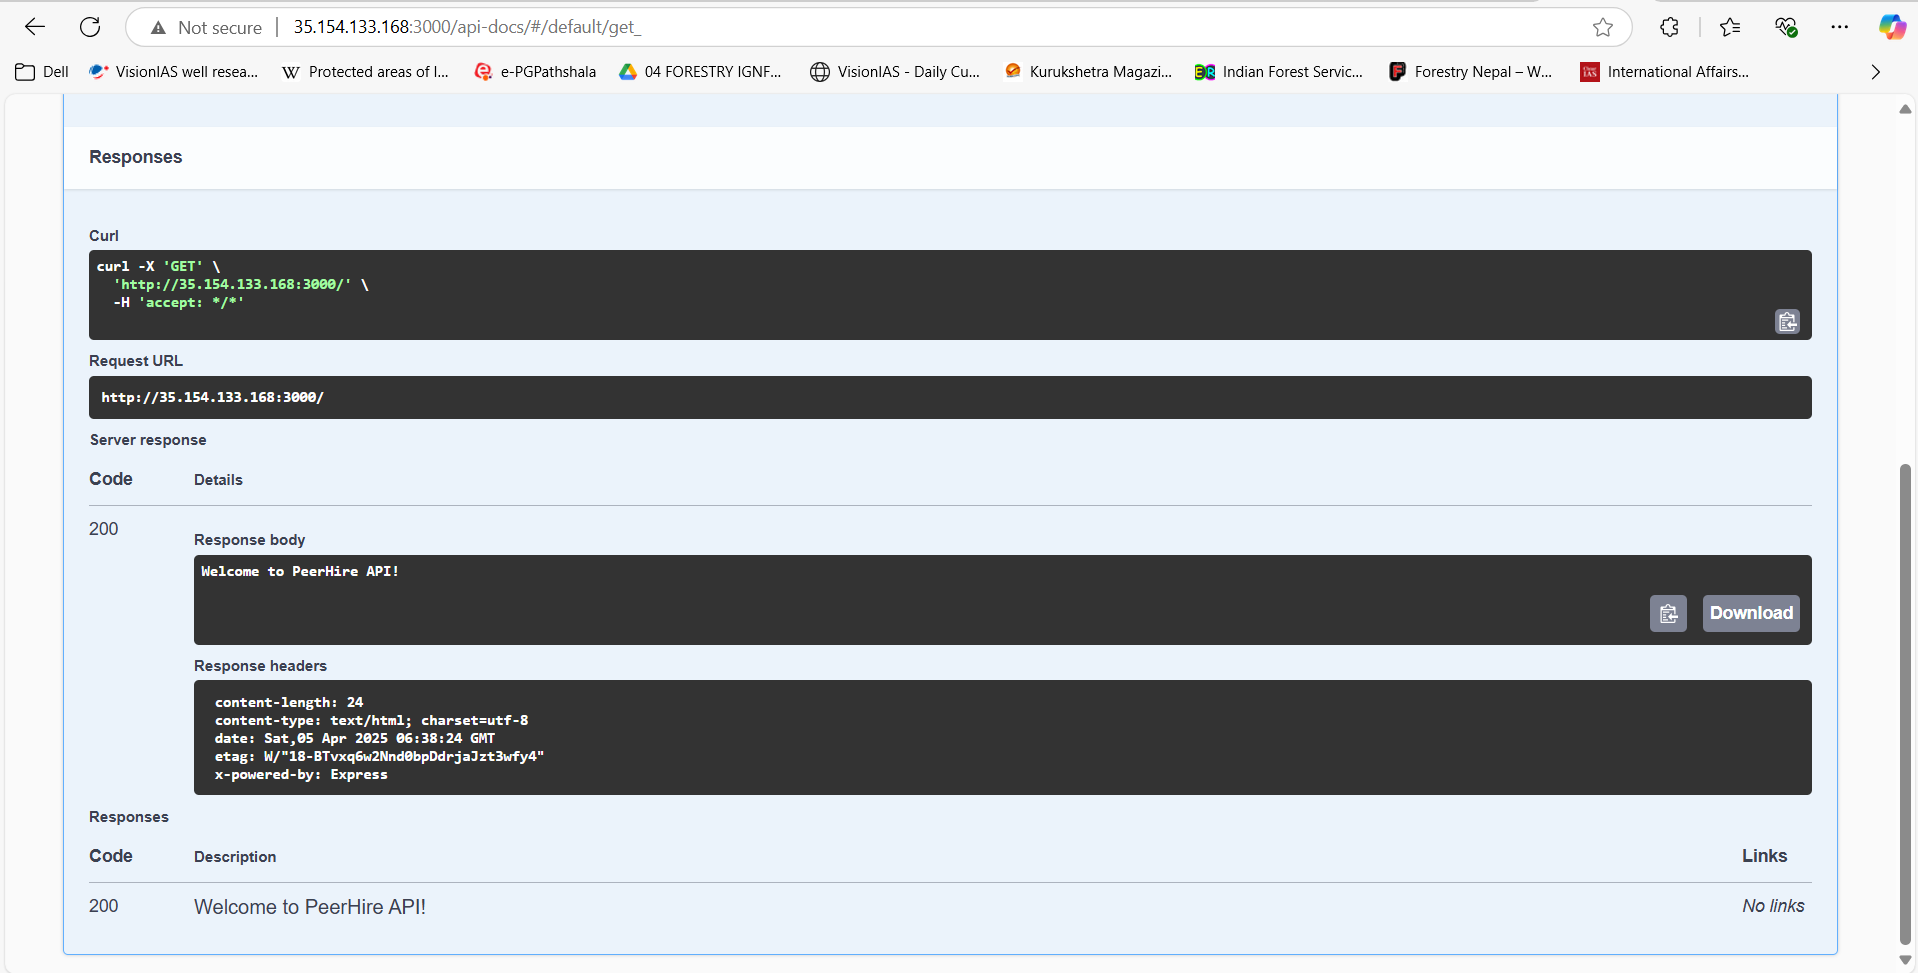 Not secure
35.154.133.168:3000/api-docs/#/default/get_
Dell
VisionIAS well resea...
Protected areas of I...
e-PGPathshala
04 FORESTRY IGNF...
VisionIAS - Daily Cu...
Kurukshetra Magazi...
Indian Forest Servic...
Forestry Nepal – W...
International Affairs...
Responses
Curl
curl -X 'GET' \
'http://35.154.133.168:3000/' \
-H 'accept: */*'
Request URL
http://35.154.133.168:3000/
Server response
Code Details
200
Response body
Welcome to PeerHire API!
Download
Response headers
content-length: 24
content-type: text/html; charset=utf-8
date: Sat,05 Apr 2025 06:38:24 GMT
etag: W/"18-BTvxq6w2Nnd0bpDdrjaJzt3wfy4"
x-powered-by: Express
Responses
Code Description Links
200 Welcome to PeerHire API! No links